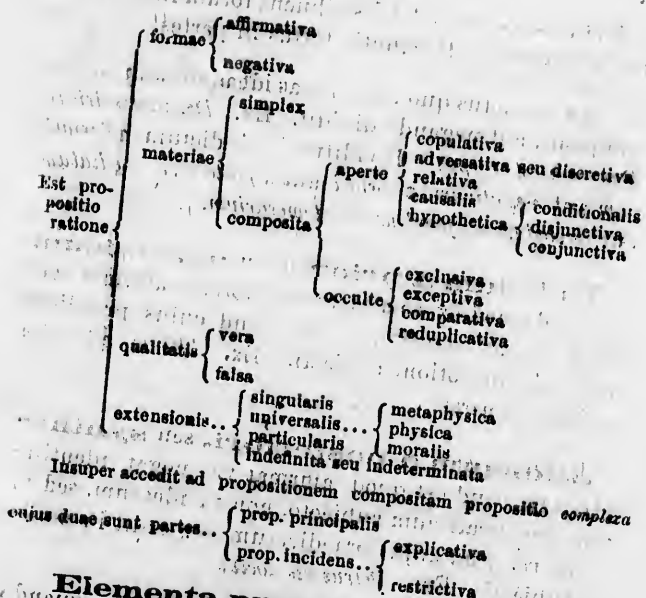 formae
affirmativa
negativa
materiae
simplex
composita
aperte
copulativa
adversativa seu discretiva
relativa
causalis
hypothetica
conditionalis
disjunctiva
conjunctiva
occulte
exclusiva
exceptiva
comparativa
reduplicativa
Est pro-
positio
ratione
qualitatis
vera
falsa
extensionis..
singularis
universalis...
metaphysica
physica
moralis
particularis
indefinita seu indeterminata
Insuper accedit ad propositionem compositam propositio complexa
cujus duae sunt partes..
prop. principalis
prop. incidens..
explicativa
restrictiva
Elementa